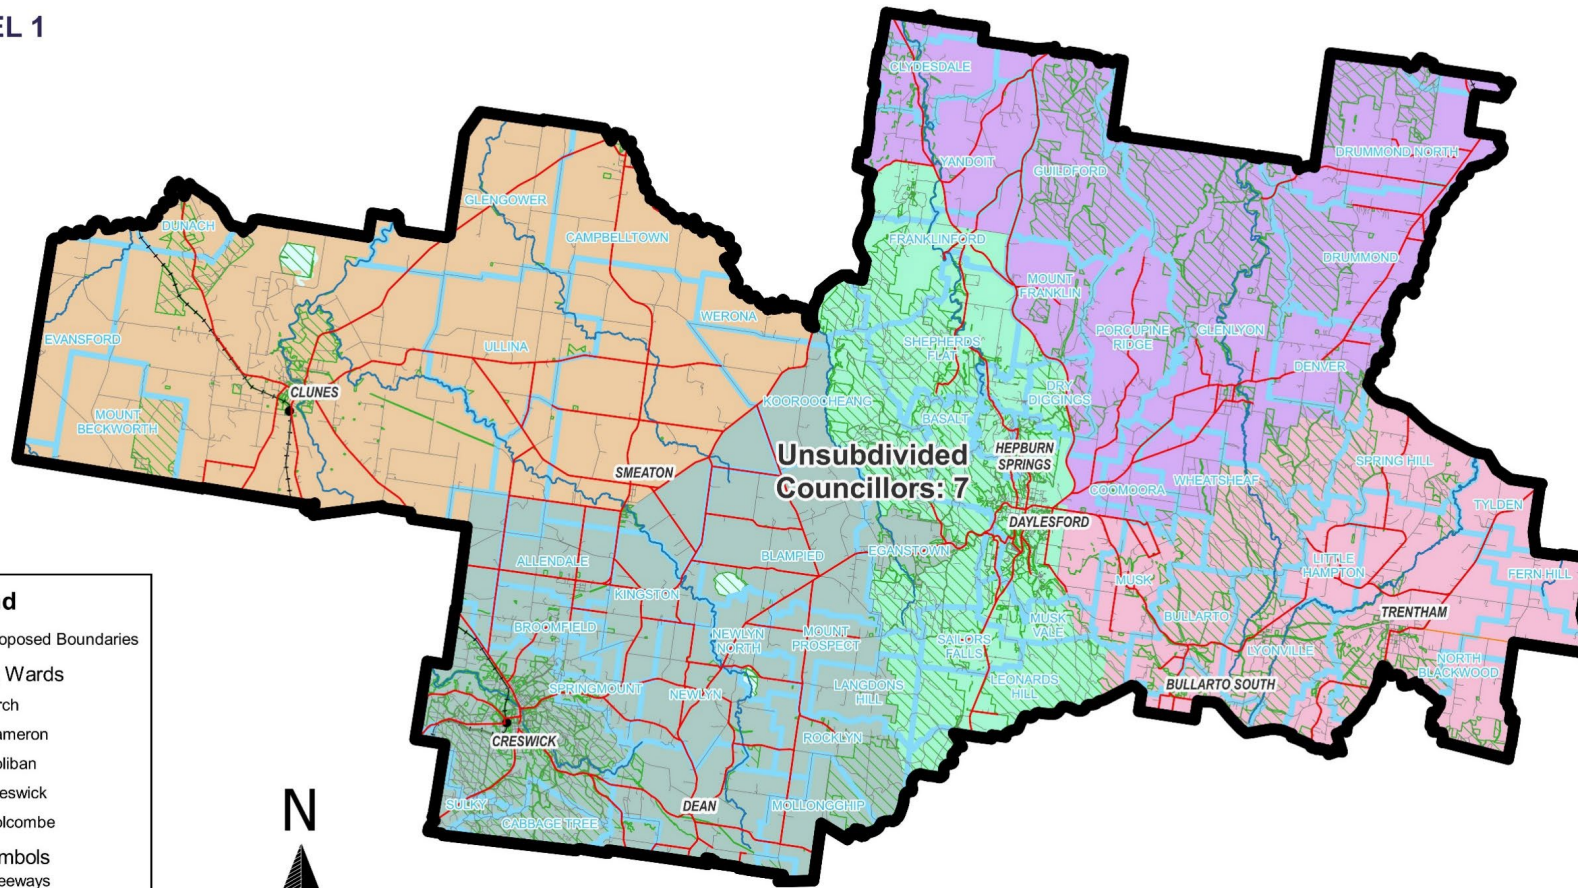 EL 1
CLYDESDALE
DRUMMOND NORTH
YANDOIT
GUILDFORD
GLENGOWER
DUNACH
CAMPBELLTOWN
FRANKLINFORD
DRUMMOND
MOUNT
FRANKLIN
WERONA
PORCUPINE
RIDGE
GLENLYON
EVANSFORD
ULLINA
SHEPHERDS
FLAT
DENVER
CLUNES
DRY
DIGGINGS
KOOROOCHEANG
MOUNT
BECKWORTH
BASALT
Unsubdivided
Councillors: 7
HEPBURN
SPRINGS
SPRING HILL
SMEATON
COOMOORA
WHEATSHEAF
TYLDEN
DAYLESFORD
EGANSTOWN
BLAMPIED
ALLENDALE
LITTLE
HAMPTON
FERN HILL
MUSK
KINGSTON
TRENTHAM
BULLARTO
BROOMFIELD
NEWLYN
NORTH
MOUNT
PROSPECT
SAILORS
FALLS
MUSK
VALE
LYONVILLE
NORTH
BLACKWOOD
SPRINGMOUNT
NEWLYN
LANGDONS
HILL
LEONARDS
HILL
BULLARTO SOUTH
CRESWICK
ROCKLYN
SULKY
CABBAGE TREE
DEAN
MOLLONGGHIP
d
oposed Boundaries
Wards
rch
ameron
oliban
eswick
olcombe
mbols
eeways
N